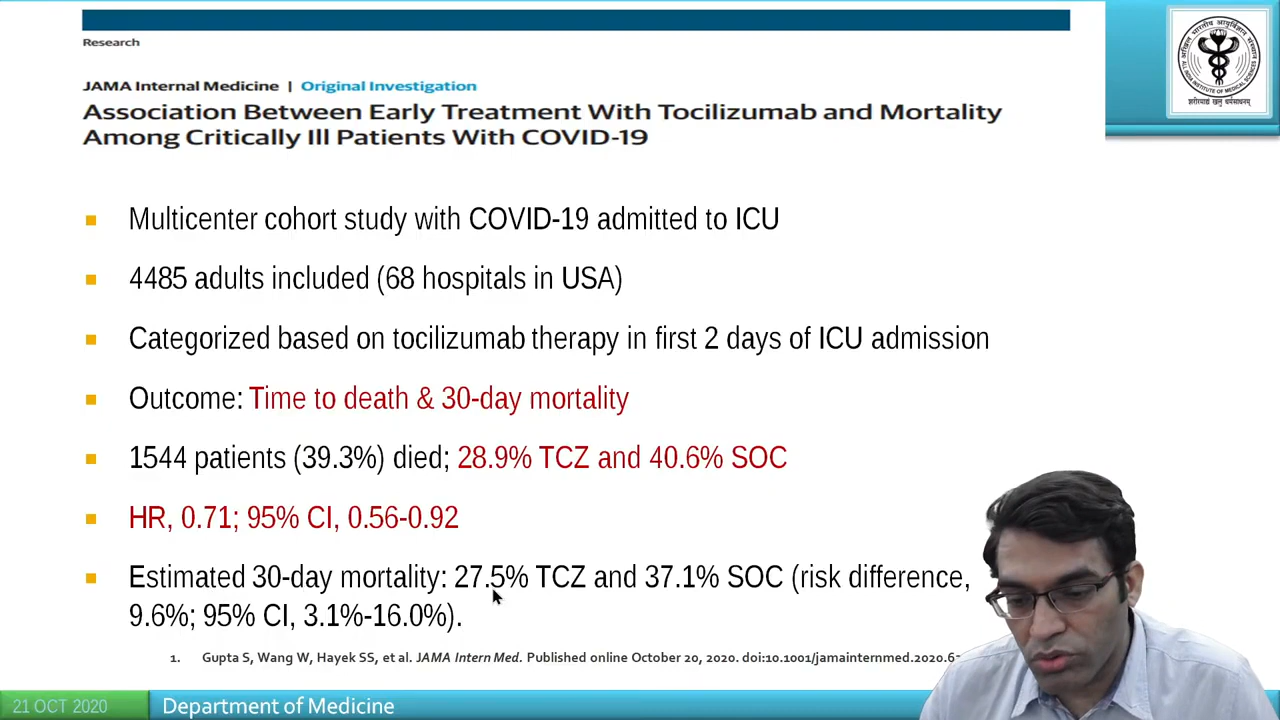 Research
JAMA Internal Medicine | Original Investigation
Association Between Early Treatment With Tocilizumab and Mortality
Among Critically Ill Patients With COVID-19
Multicenter cohort study with COVID-19 admitted to ICU
4485 adults included (68 hospitals in USA)
Categorized based on tocilizumab therapy in first 2 days of ICU admission
Outcome: Time to death & 30-day mortality
1544 patients (39.3%) died; 28.9% TCZ and 40.6% SOC
HR, 0.71; 95% CI, 0.56-0.92
Estimated 30-day mortality: 27.5% TCZ and 37.1% SOC (risk difference,
9.6%; 95% CI, 3.1%-16.0%).
1. Gupta S, Wang W, Hayek SS, et al. JAMA Intern Med. Published online October 20, 2020.
21 OCT 2020
Department of Medicine